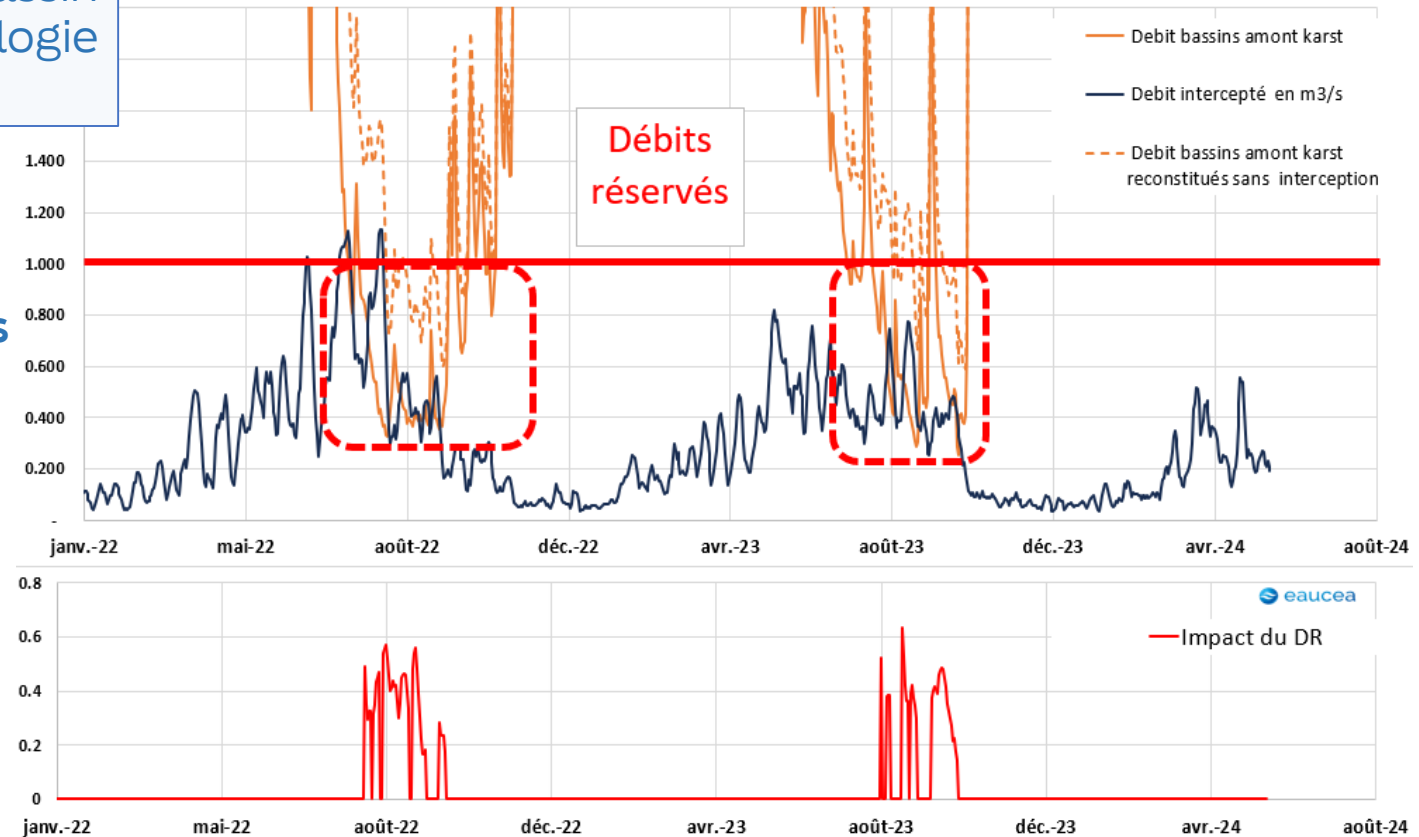 logie
Debit bassins amont karst
Debit intercepté en m3/s
Debit bassins amont karst
reconstitués sans interception
Débits
réservés
1.400
1.200
1.000
0.800
0.600
0.400
0.200
-
s
janv.-22 mai-22 août-22 déc.-22 avr.-23 août-23 déc.-23 avr.-24 août-24
0.8
0.6
0.4
0.2
0
eaucea
Impact du DR
janv.-22 mai-22 août-22 déc.-22 avr.-23 août-23 déc.-23 avr.-24 août-24